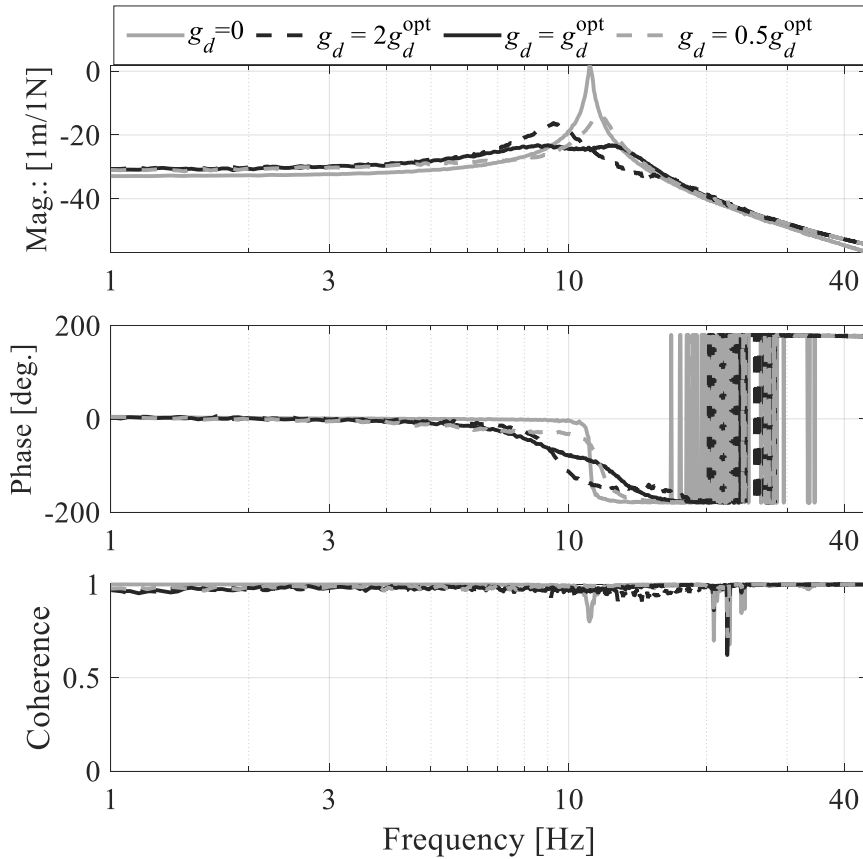 g_d=0 g_d = 2g_d^opt g_d = g_d^opt g_d = 0.5g_d^opt
0
-20
-40
Mag.: [1m/1N]
1 3 10 40
200
0
-200
Phase [deg.]
1 3 10 40
1
0.5
0
Coherence
1 3 10 40
Frequency [Hz]